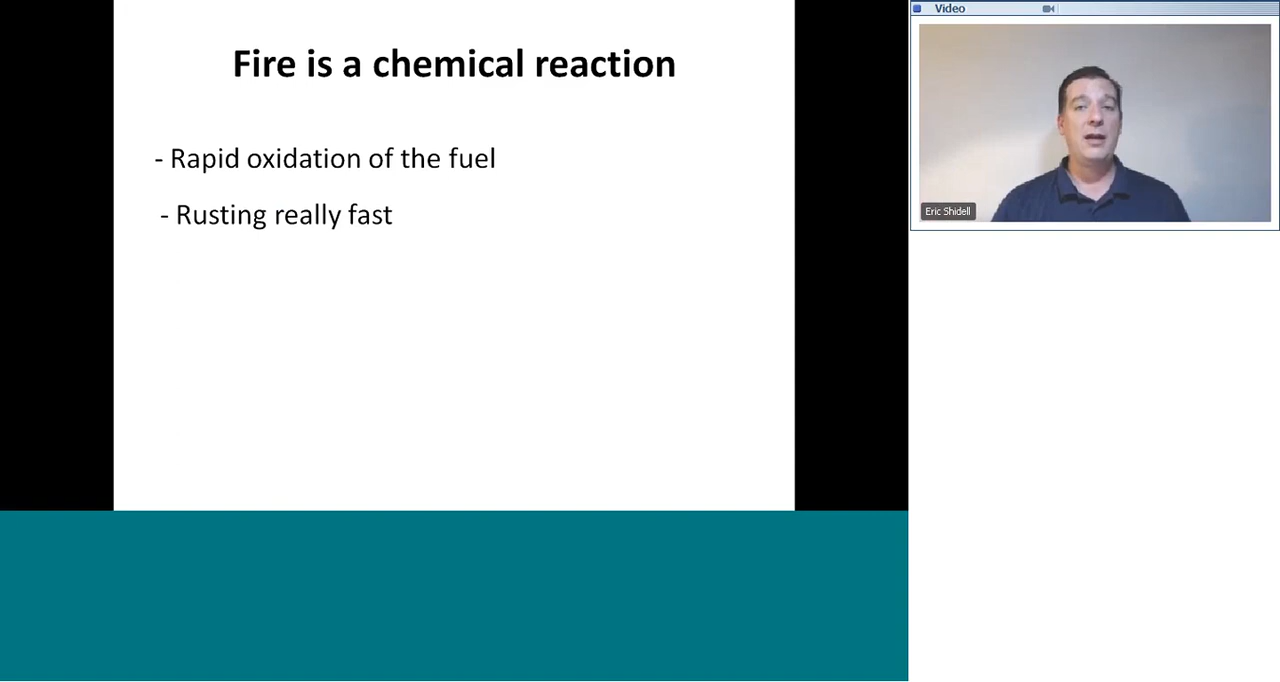 Fire is a chemical reaction
- Rapid oxidation of the fuel
- Rusting really fast
Video
Eric Shidell